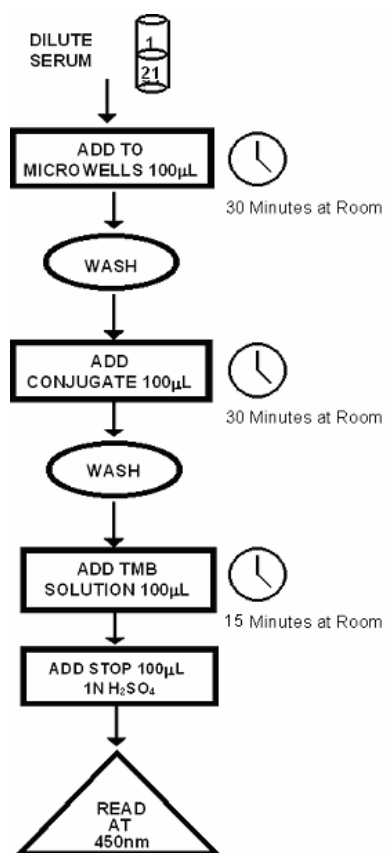 DILUTE
SERUM
1
21
ADD TO
MICROWELLS 100µL
30 Minutes at Room
WASH
ADD
CONJUGATE 100µL
30 Minutes at Room
WASH
ADD TMB
SOLUTION 100µL
15 Minutes at Room
ADD STOP 100µL
1N H₂SO₄
READ
AT
450nm